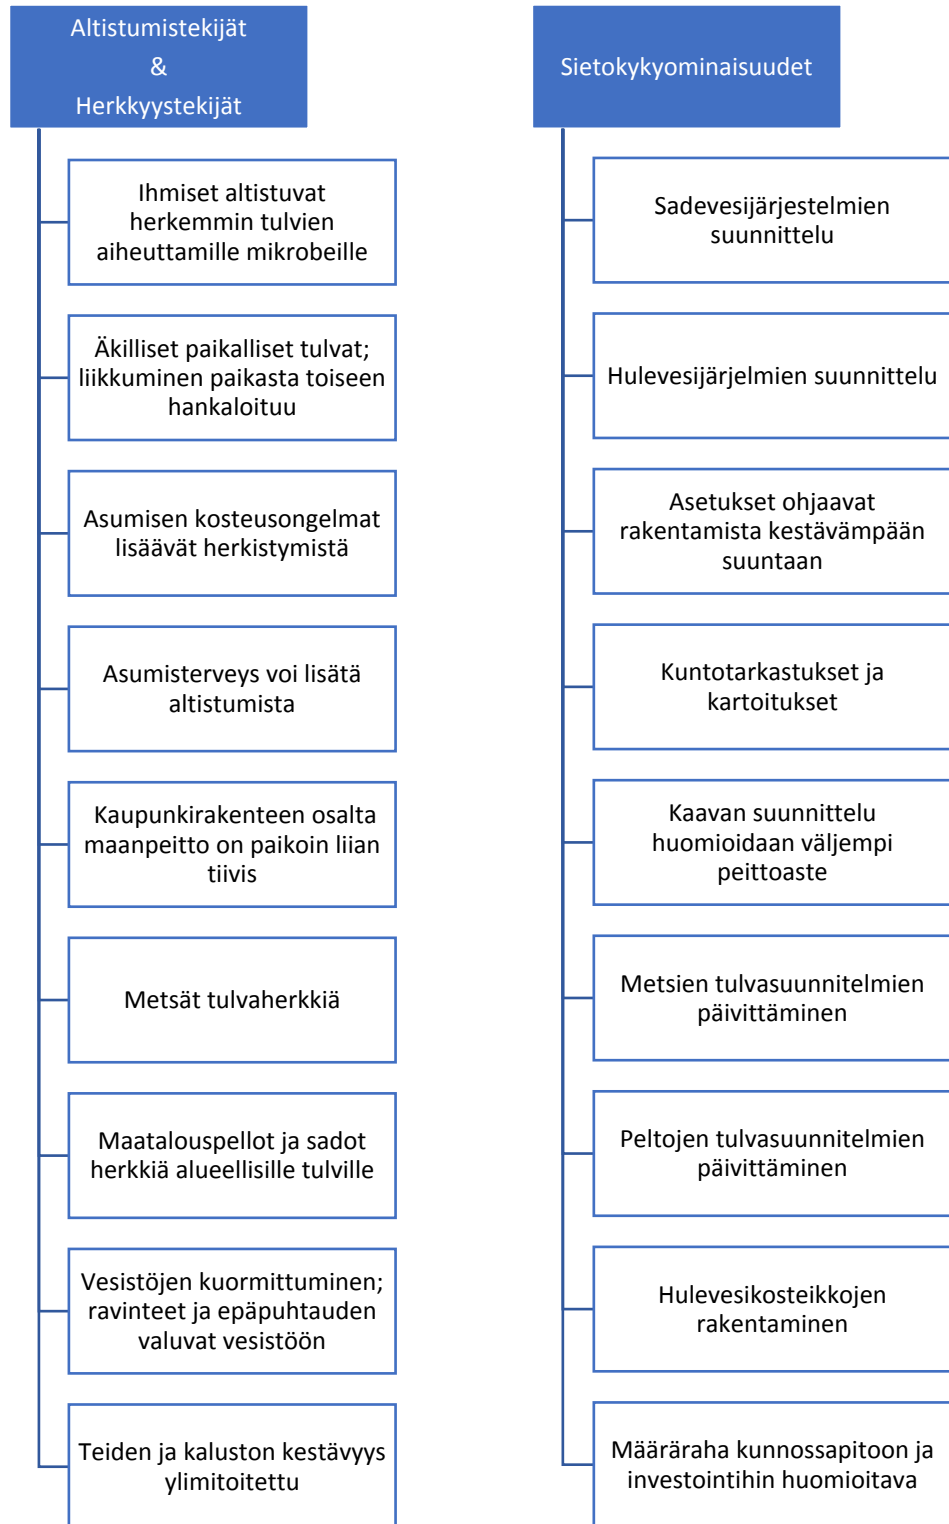 Altistumistekijät
&
Herkkyystekijät
Ihmiset altistuvat
herkemmin tulvien
aiheuttamille mikrobeille
Äkilliset paikalliset tulvat;
liikkuminen paikasta toiseen
hankaloituu
Asumisen kosteusongelmat
lisäävät herkistymistä
Asumisterveys voi lisätä
altistumista
Kaupunkirakenteen osalta
maanpeitto on paikoin liian
tiivis
Metsät tulvaherkkiä
Maatalouspellot ja sadot
herkkiä alueellisille tulville
Vesistöjen kuormittuminen;
ravinteet ja epäpuhtauden
valuvat vesistöön
Teiden ja kaluston kestävyys
ylimitoitettu
Sietokykyominaisuudet
Sadevesijärjestelmien
suunnittelu
Hulevesijärjelmien suunnittelu
Asetukset ohjaavat
rakentamista kestävämpään
suuntaan
Kuntotarkastukset ja
kartoitukset
Kaavan suunnittelu
huomioidaan väljempi
peittoaste
Metsien tulvasuunnitelmien
päivittäminen
Peltojen tulvasuunnitelmien
päivittäminen
Hulevesikosteikkojen
rakentaminen
Määräraha kunnossapitoon ja
investointihin huomioitava